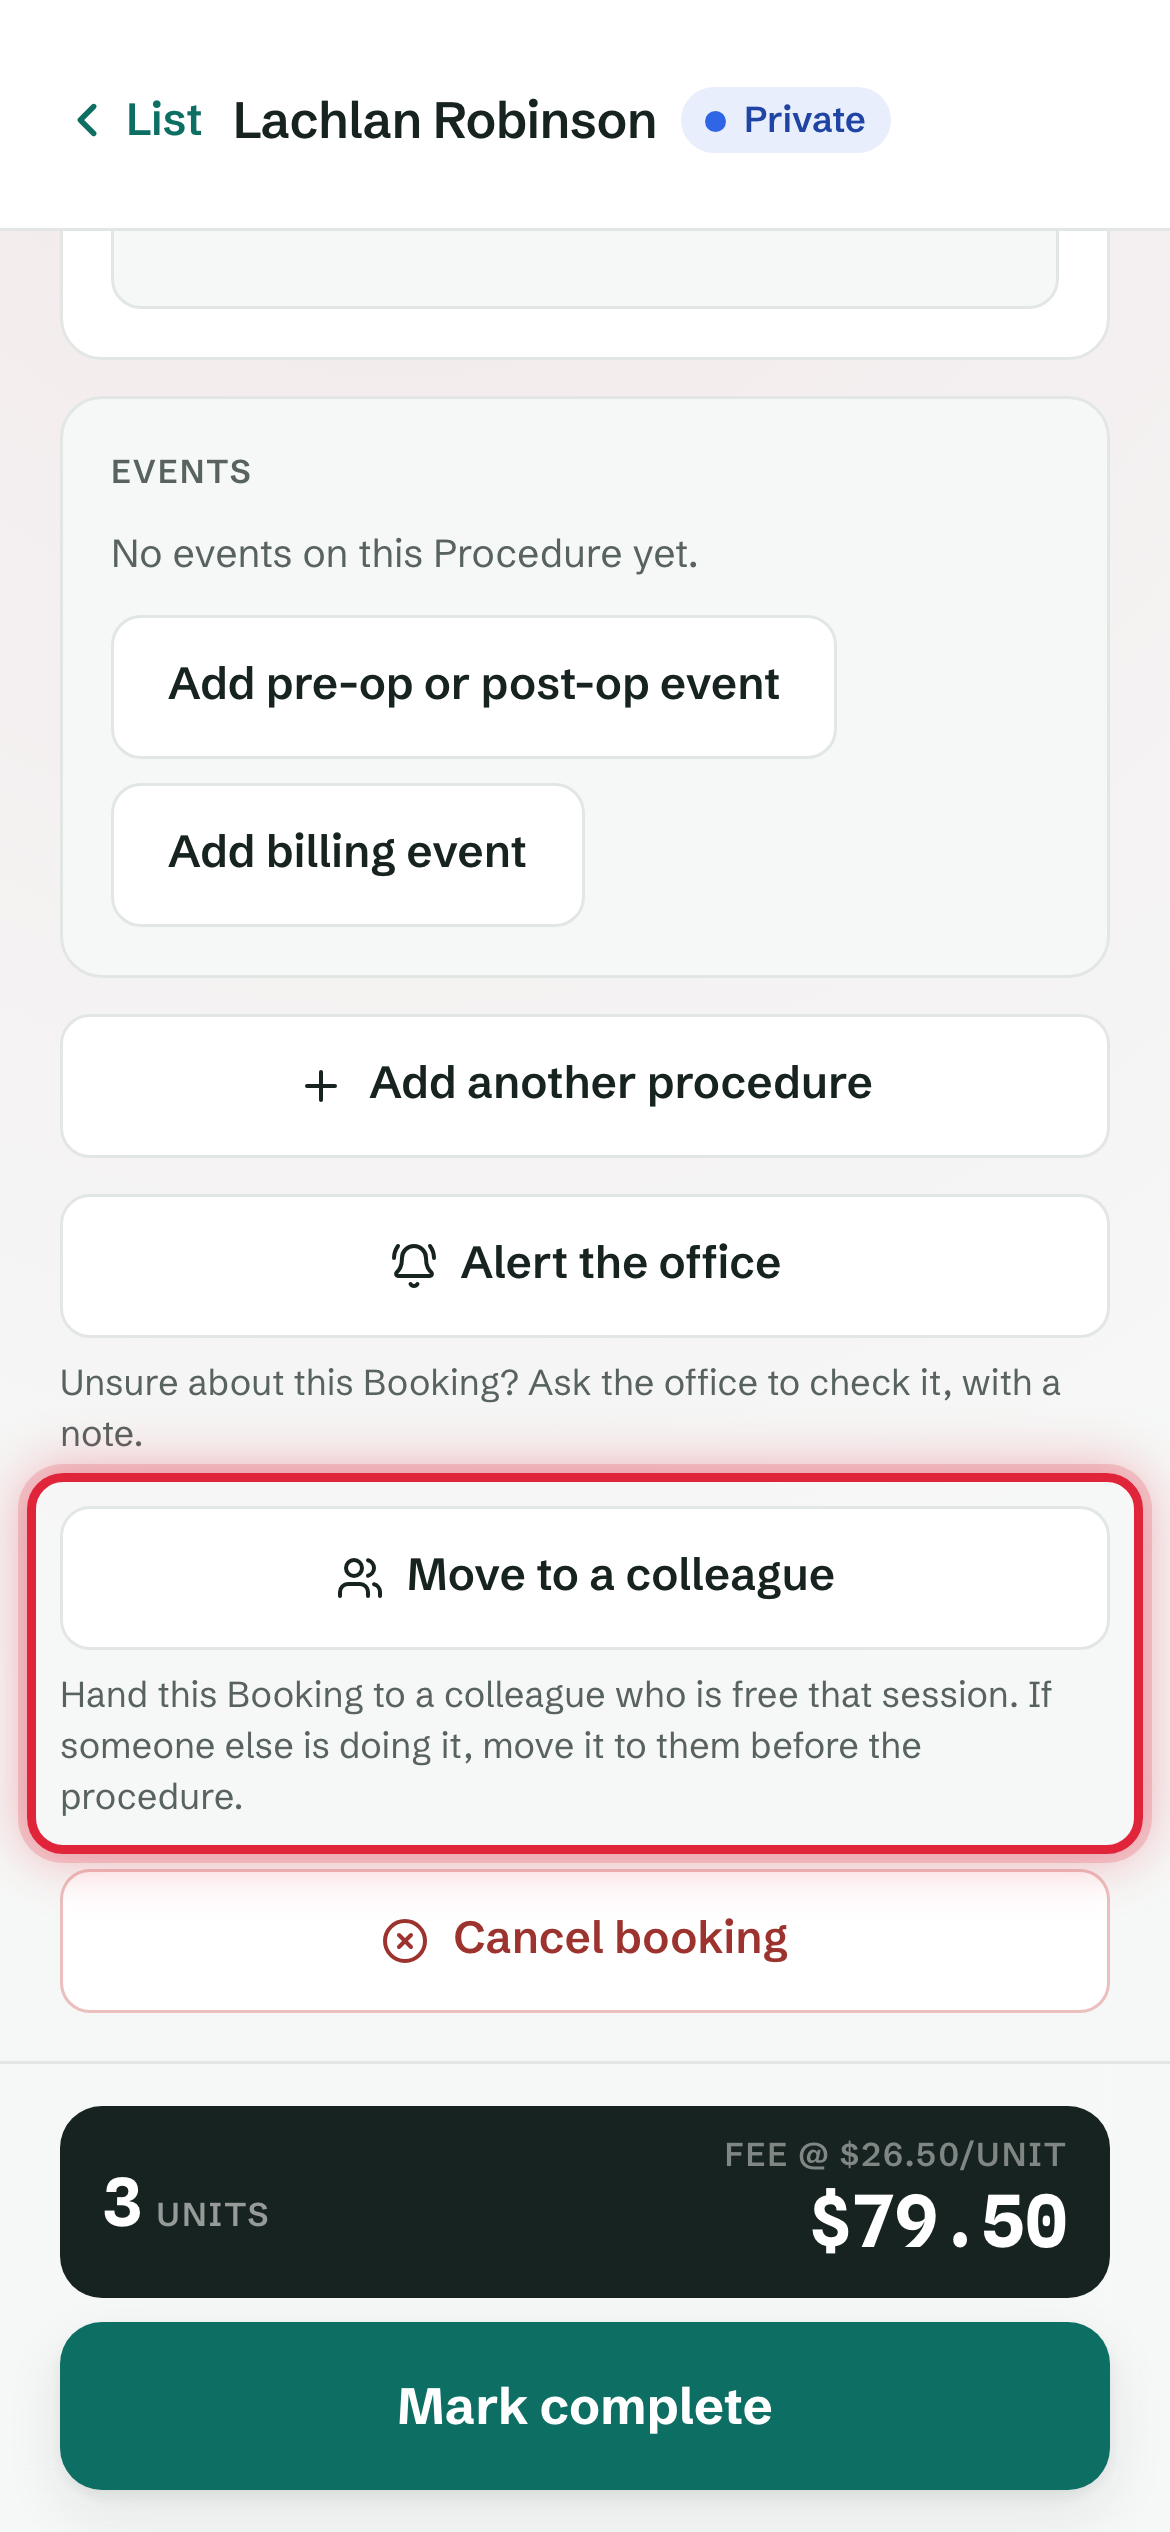 List Lachlan Robinson Private
EVENTS
No events on this Procedure yet.
Add pre-op or post-op event
Add billing event
Add another procedure
Alert the office
Unsure about this Booking? Ask the office to check it, with a
note.
Move to a colleague
Hand this Booking to a colleague who is free that session. If
someone else is doing it, move it to them before the
procedure.
Cancel booking
FEE @ $26.50/UNIT
3 UNITS
$79.50
Mark complete